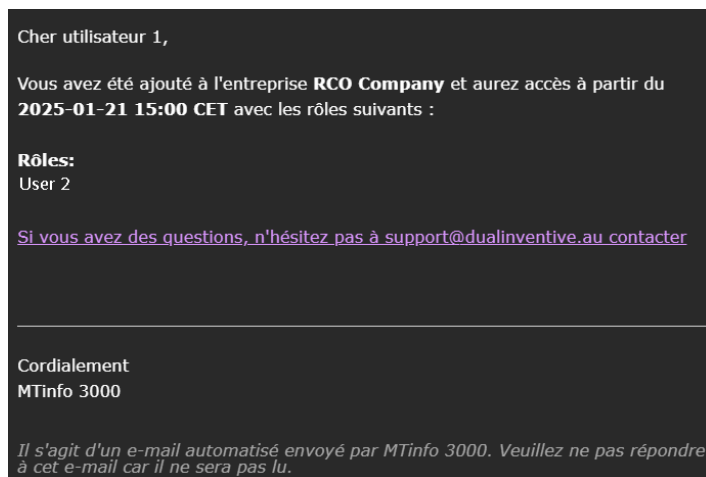 Cher utilisateur 1,
Vous avez été ajouté à l'entreprise RCO Company et aurez accès à partir du
2025-01-21 15:00 CET avec les rôles suivants :
Rôles:
User 2
Si vous avez des questions, n'hésitez pas à support@dualinventive.au contacter
Cordialement
MTinfo 3000
Il s'agit d'un e-mail automatisé envoyé par MTinfo 3000. Veuillez ne pas répondre
à cet e-mail car il ne sera pas lu.